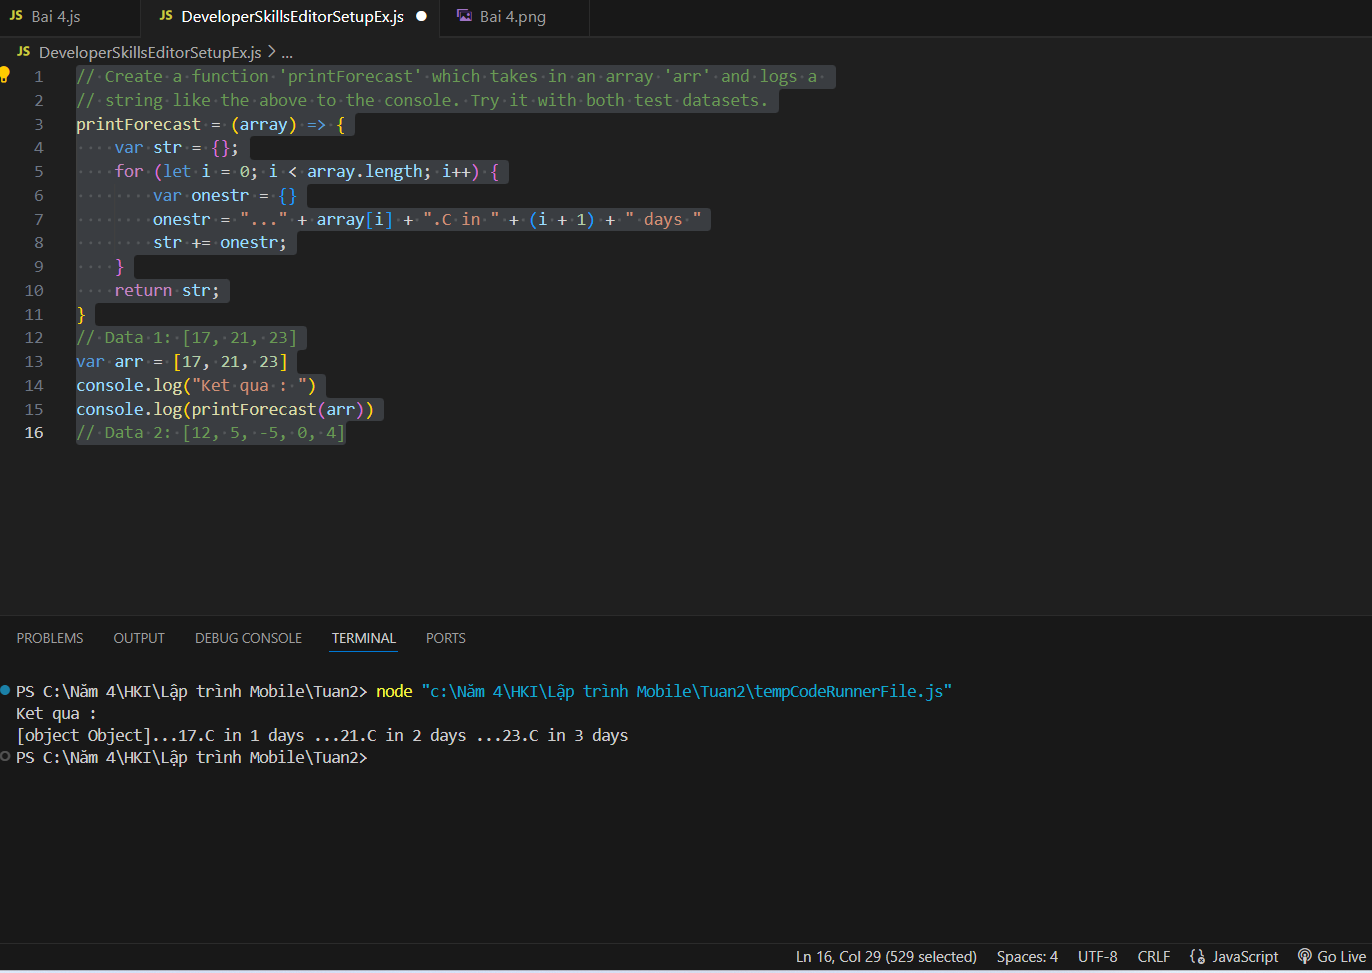 JS Bai 4.js JS DeveloperSkillsEditorSetupEx.js Bai 4.png
JS DeveloperSkillsEditorSetupEx.js > ...
1 // Create a function 'printForecast' which takes in an array 'arr' and logs a
2 // string like the above to the console. Try it with both test datasets.
3 printForecast = (array) => {
4     var str = {};
5     for (let i = 0; i < array.length; i++) {
6         var onestr = {}
7         onestr = "..." + array[i] + ".C in " + (i + 1) + " days "
8         str += onestr;
9     }
10     return str;
11 }
12 // Data 1: [17, 21, 23]
13 var arr = [17, 21, 23]
14 console.log("Ket qua : ")
15 console.log(printForecast(arr))
16 // Data 2: [12, 5, -5, 0, 4]
PROBLEMS OUTPUT DEBUG CONSOLE TERMINAL PORTS
PS C:\Năm 4\HKI\Lập trình Mobile\Tuan2> node "c:\Năm 4\HKI\Lập trình Mobile\Tuan2\tempCodeRunnerFile.js"
Ket qua :
[object Object]...17.C in 1 days ...21.C in 2 days ...23.C in 3 days
PS C:\Năm 4\HKI\Lập trình Mobile\Tuan2>
Ln 16, Col 29 (529 selected) Spaces: 4 UTF-8 CRLF JavaScript Go Live